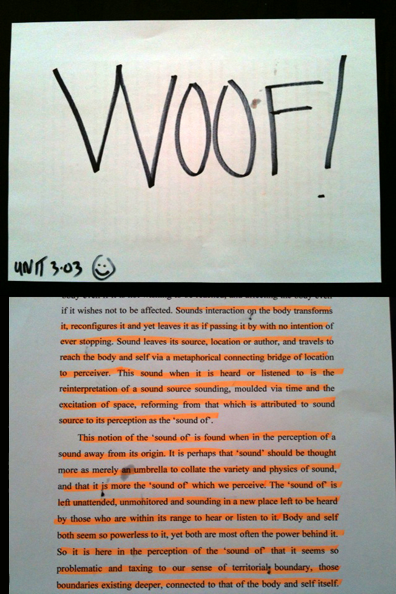 WOOF!
UNIT 3.03
if it wishes not to be affected. Sounds interaction on the body transforms
it, reconfigures it and yet leaves it as if passing it by with no intention of
ever stopping. Sound leaves its source, location or author, and travels to
reach the body and self via a metaphorical connecting bridge of location
to perceiver. This sound when it is heard or listened to is the
reinterpretation of a sound source sounding, moulded via time and the
excitation of space, reforming from that which is attributed to sound
source to its perception as the ‘sound of’.
This notion of the ‘sound of’ is found when in the perception of a
sound away from its origin. It is perhaps that ‘sound’ should be thought
more as merely an umbrella to collate the variety and physics of sound,
and that it is more the ‘sound of’ which we perceive. The ‘sound of’ is
left unattended, unmonitored and sounding in a new place left to be heard
by those who are within its range to hear or listen to it. Body and self
both seem so powerless to it, yet both are most often the power behind it.
So it is here in the perception of the ‘sound of’ that it seems so
problematic and taxing to our sense of territorial boundary, those
boundaries existing deeper, connected to that of the body and self itself.